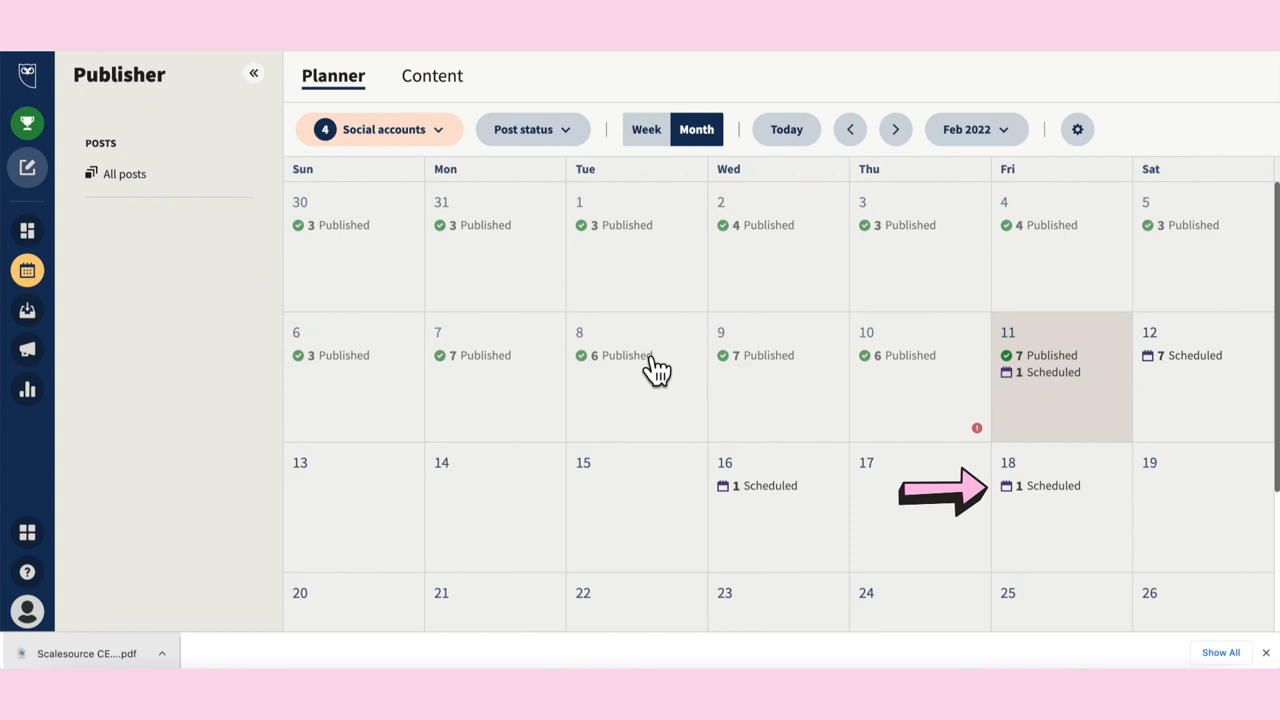 Publisher
«
Planner
Content
4 Social accounts
Post status
Week
Month
Today
Feb 2022
POSTS
All posts
Sun
Mon
Tue
Wed
Thu
Fri
Sat
30
31
1
2
3
4
5
3 Published
3 Published
3 Published
4 Published
3 Published
4 Published
3 Published
6
7
8
9
10
11
12
3 Published
7 Published
6 Published
7 Published
6 Published
7 Published
7 Scheduled
1 Scheduled
13
14
15
16
17
18
19
1 Scheduled
1 Scheduled
20
21
22
23
24
25
26
Scalesource CE....pdf
Show All